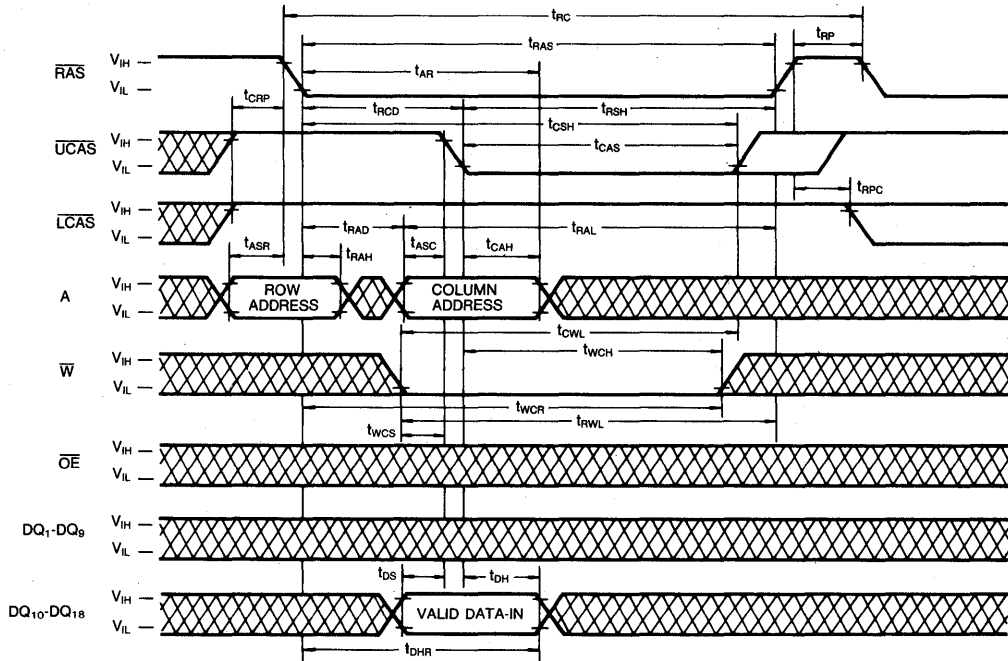 tRC
tRP
tRAS
tAR
RAS
VIH
VIL
tCRP
tRCD
tRSH
tCSH
tCAS
UCAS
VIH
VIL
tRPC
LCAS
VIH
VIL
tRAD
tRAL
tASR
tRAH
tASC
tCAH
A
VIH
VIL
ROW
ADDRESS
COLUMN
ADDRESS
tCWL
tWCH
W
VIH
VIL
tWCR
tWCS
tRWL
OE
VIH
VIL
DQ1-DQ9
VIH
VIL
tDS
tDH
DQ10-DQ18
VIH
VIL
VALID DATA-IN
tDHR